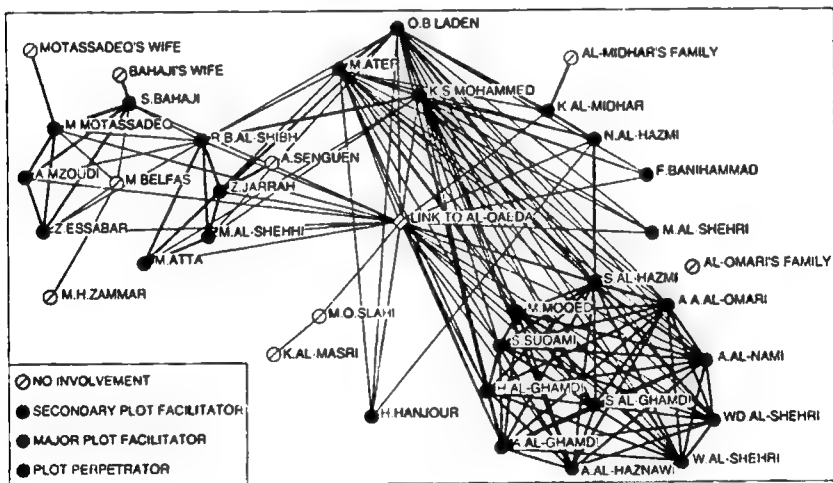 O.B LADEN
MOTASSADEQ'S WIFE
BAHAJI'S WIFE
AL-MIDHAR'S FAMILY
M.ATEF
K S MOHAMMED
S.BAHAJI
K AL-MIDHAR
M MOTASSADEQ
R B.AL-SHIBH
N.AL-HAZMI
A.SENGUEN
A MZOUDI
M BELFAS
Z.JARRAH
F.BANIHAMMAD
LINK TO AL-QAEDA
Z.ESSABAR
M.AL-SHEHHI
M.AL SHEHRI
M.ATTA
AL-OMARI'S FAMILY
S AL-HAZMI
M.H.ZAMMAR
A A.AL-OMARI
M.MOQED
M.O.SLAHI
S SUQAMI
K.AL-MASRI
A.AL-NAMI
NO INVOLVEMENT
H.AL-GHAMDI
S AL-GHAMDI
SECONDARY PLOT FACILITATOR
H.HANJOUR
WD.AL-SHEHRI
MAJOR PLOT FACILITATOR
A AL-GHAMDI
W.AL-SHEHRI
PLOT PERPETRATOR
A.AL-HAZNAWI